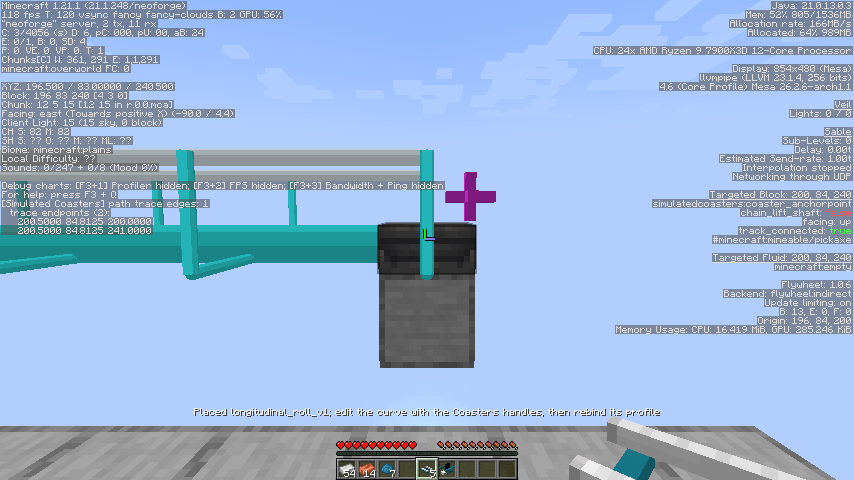 Minecraft 1.21.1 (21.1.248/neoforge)
118 fps T: 120 vsync fancy fancy-clouds B: 2 GPU: 56%
"neoforge" server, 2 tx, 11 rx
C: 3/4056 (s) D: 6, pC: 000, pU: 00, aB: 24
E: 0/1, B: 0, SD: 4
P: 0. VE: 0. VP: 0. T: 1
Chunks[C] W: 361, 291 E: 1,1,291
minecraft:overworld FC: 0
XYZ: 196.500 / 83.00000 / 240.500
Block: 196 83 240 [4 3 0]
Chunk: 12 5 15 [12 15 in r.0.0.mca]
Facing: east (Towards positive X) (-90.0 / 4.4)
Client Light: 15 (15 sky, 0 block)
CH S: 82 M: 82
SH S: ?? O: ?? M: ?? ML: ??
Biome: minecraft:plains
Local Difficulty: ??
Sounds: 0/247 + 0/8 (Mood 0%)
Debug charts: [F3+1] Profiler hidden; [F3+2] FPS hidden; [F3+3] Bandwidth + Ping hidden
For help: press F3 + Q
[Simulated Coasters] path trace edges: 1
trace endpoints (2):
200.5000 84.8125 200.0000
200.5000 84.8125 241.0000
Java: 21.0.13.0.3
Mem: 52% 805/1536MB
Allocation rate: 166MB/s
Allocated: 64% 989MB
CPU: 24x AMD Ryzen 9 7900X3D 12-Core Processor
Display: 854x480 (Mesa)
llvmpipe (LLVM 23.1.4, 256 bits)
4.6 (Core Profile) Mesa 26.2.6-arch1.1
Veil
Lights: 0 / 0
Sable
Sub-Levels: 0
Delay: 0.00t
Estimated Send-rate: 1.00t
Interpolation stopped
Networking through UDP
Targeted Block: 200, 84, 240
simulatedcoasters:coaster_anchorpoint
chain_lift_shaft:
facing: up
track_connected: true
#minecraft:mineable/pickaxe
Targeted Fluid: 200, 84, 240
minecraft:empty
Flywheel: 1.0.6
Backend: flywheel:indirect
Update limiting: on
B: 13, E: 0, F: 0
Origin: 196, 84, 200
Memory Usage: CPU: 16.419 MiB, GPU: 285.246 KiB
Placed longitudinal_roll_v1; edit the curve with the Coasters handles, then rebind its profile
54 14 7 5